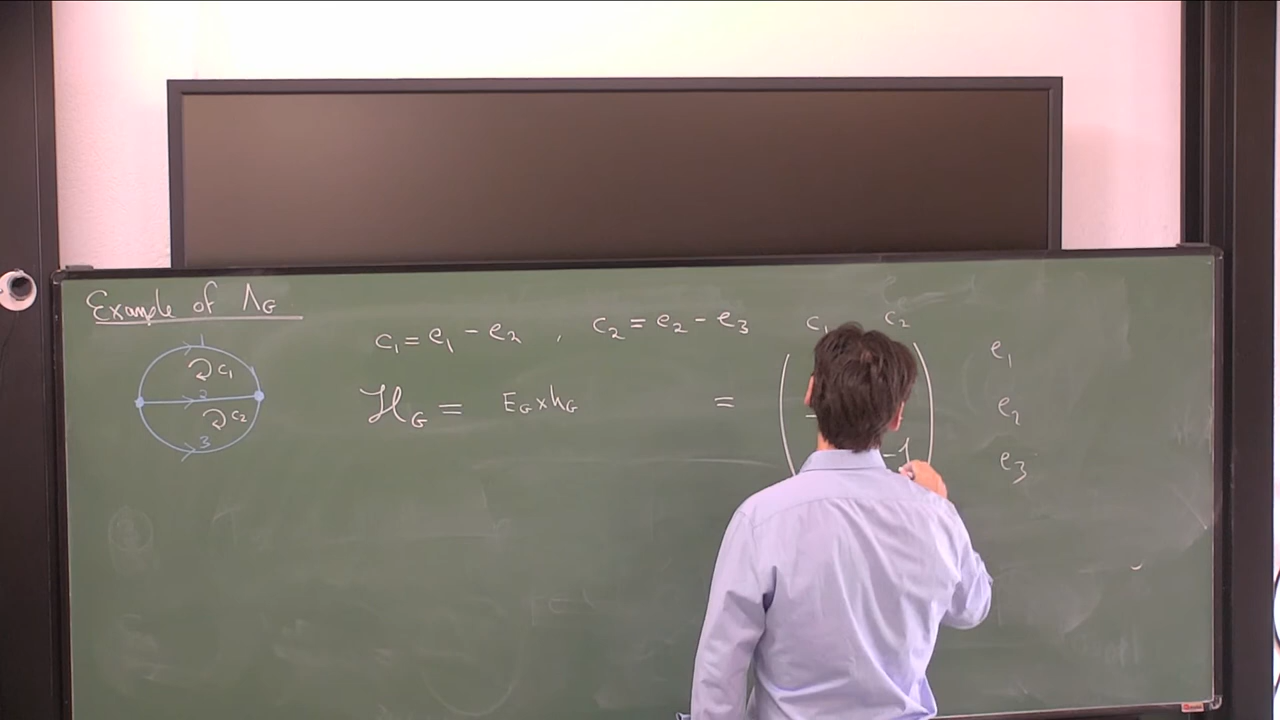 Example of Λ_G
c₁ = e₁ - e₂ , c₂ = e₂ - e₃
c₁ c₂
1
c₁
2
c₂
3
ℋ_G = E_G × h_G =
-
-1
e₁
e₂
e₃